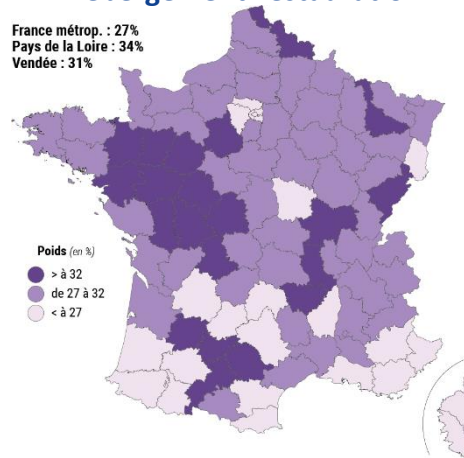 France métrop. : 27%
Pays de la Loire : 34%
Vendée : 31%
Poids (en %)
> à 32
de 27 à 32
< à 27